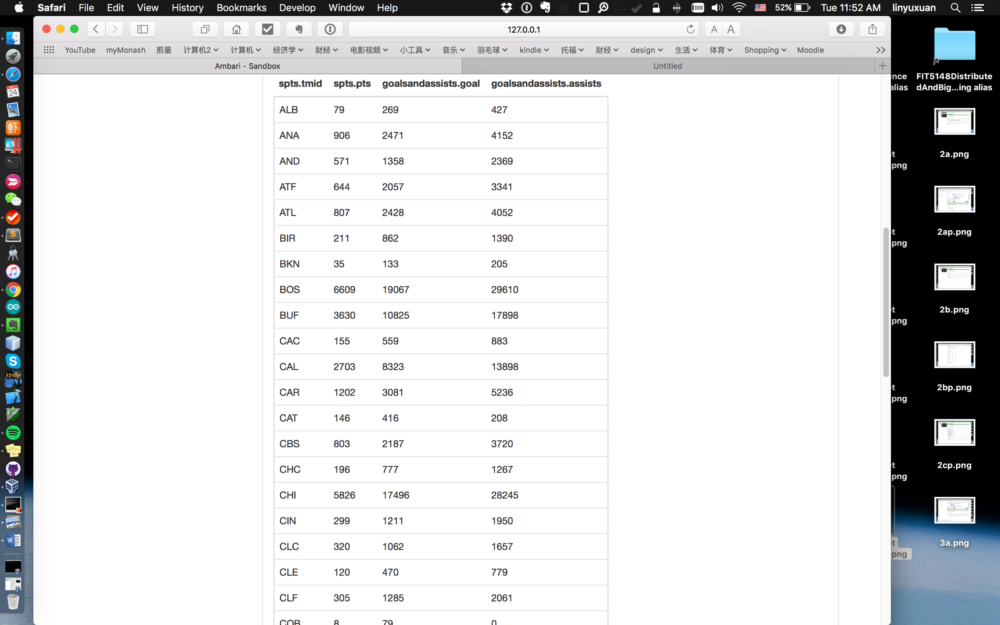 Safari File Edit View History Bookmarks Develop Window Help 52% Tue 11:52 AM linyuxuan
127.0.0.1
A A
YouTube myMonash 煎蛋 计算机2 计算机 经济学 财经 电影视频 小工具 音乐 羽毛球 kindle 托福 财经 design 生活 体育 Shopping Moodle
Ambari - Sandbox Untitled
spts.tmid spts.pts goalsandassists.goal goalsandassists.assists
ALB 79 269 427
ANA 906 2471 4152
AND 571 1358 2369
ATF 644 2057 3341
ATL 807 2428 4052
BIR 211 862 1390
BKN 35 133 205
BOS 6609 19067 29610
BUF 3630 10825 17898
CAC 155 559 883
CAL 2703 8323 13898
CAR 1202 3081 5236
CAT 146 416 208
CBS 803 2187 3720
CHC 196 777 1267
CHI 5826 17496 28245
CIN 299 1211 1950
CLC 320 1062 1657
CLE 120 470 779
CLF 305 1285 2061
COB 8 79 0
FIT5148Distribute
dAndBig...ing alias
alias
2a.png
png
2ap.png
png
2b.png
png
2bp.png
png
2cp.png
png
3a.png
png
MAY
24
虾
S
kindle
W